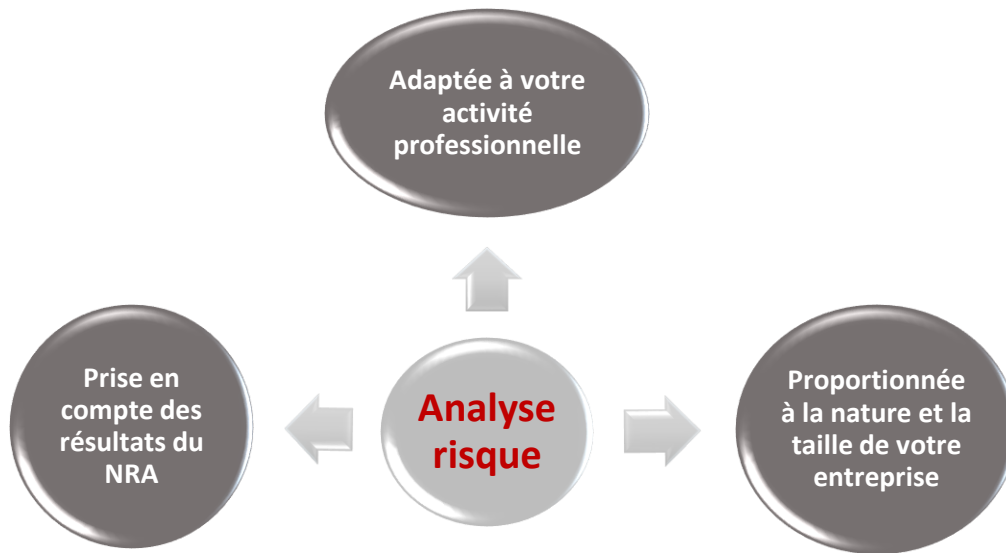 Adaptée à votre
activité
professionnelle
Prise en
compte des
résultats du
NRA
Analyse
risque
Proportionnée
à la nature et la
taille de votre
entreprise